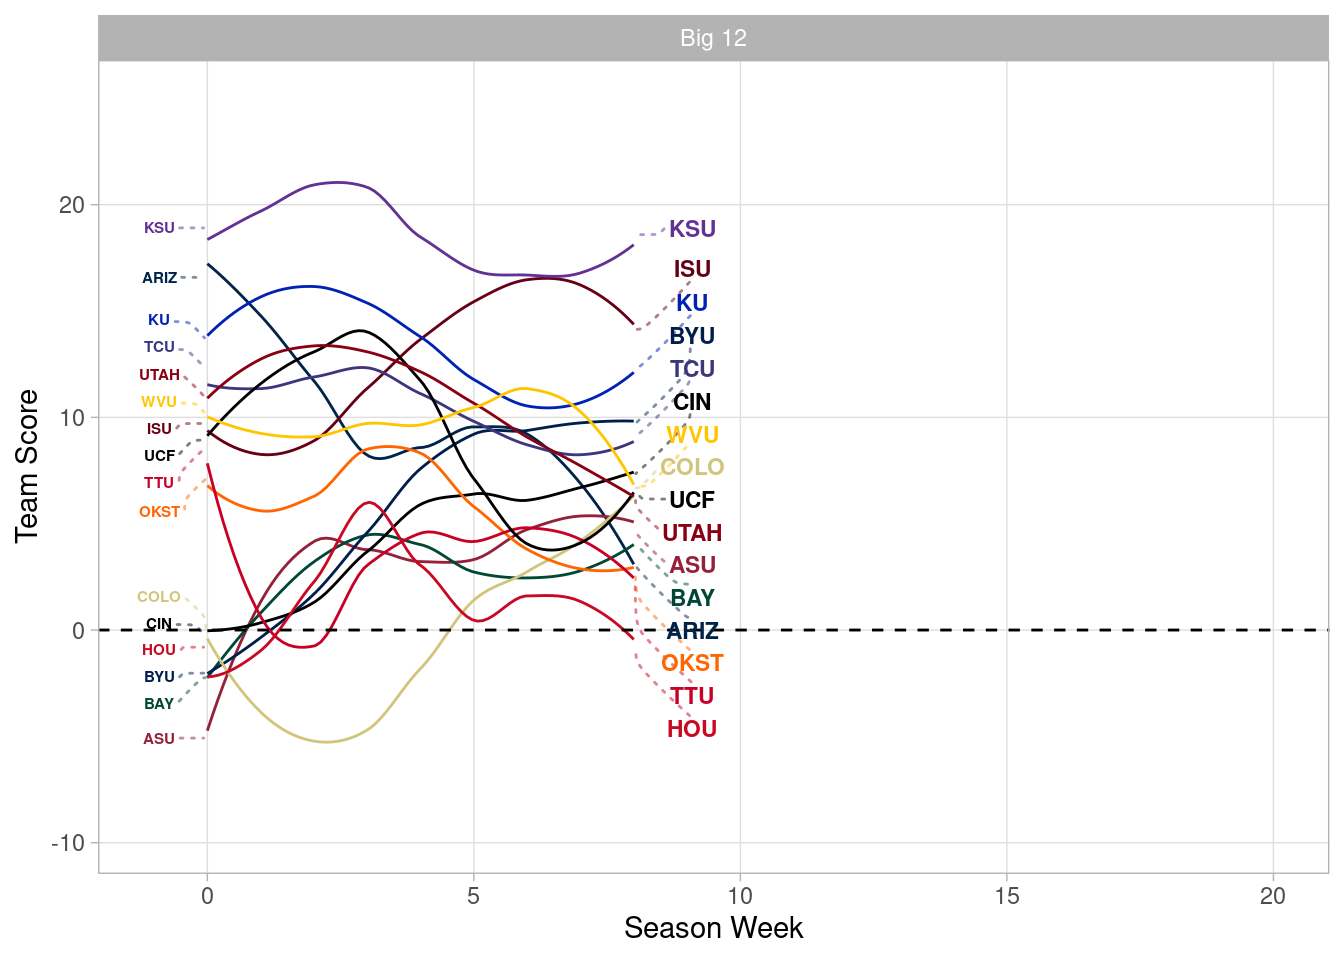 Big 12
Team Score
20
10
0
-10
KSU
ARIZ
KU
TCU
UTAH
WVU
ISU
UCF
TTU
OKST
COLO
CIN
HOU
BYU
BAY
ASU
KSU
ISU
KU
BYU
TCU
CIN
WVU
COLO
UCF
UTAH
ASU
BAY
ARIZ
OKST
TTU
HOU
0 5 10 15 20
Season Week